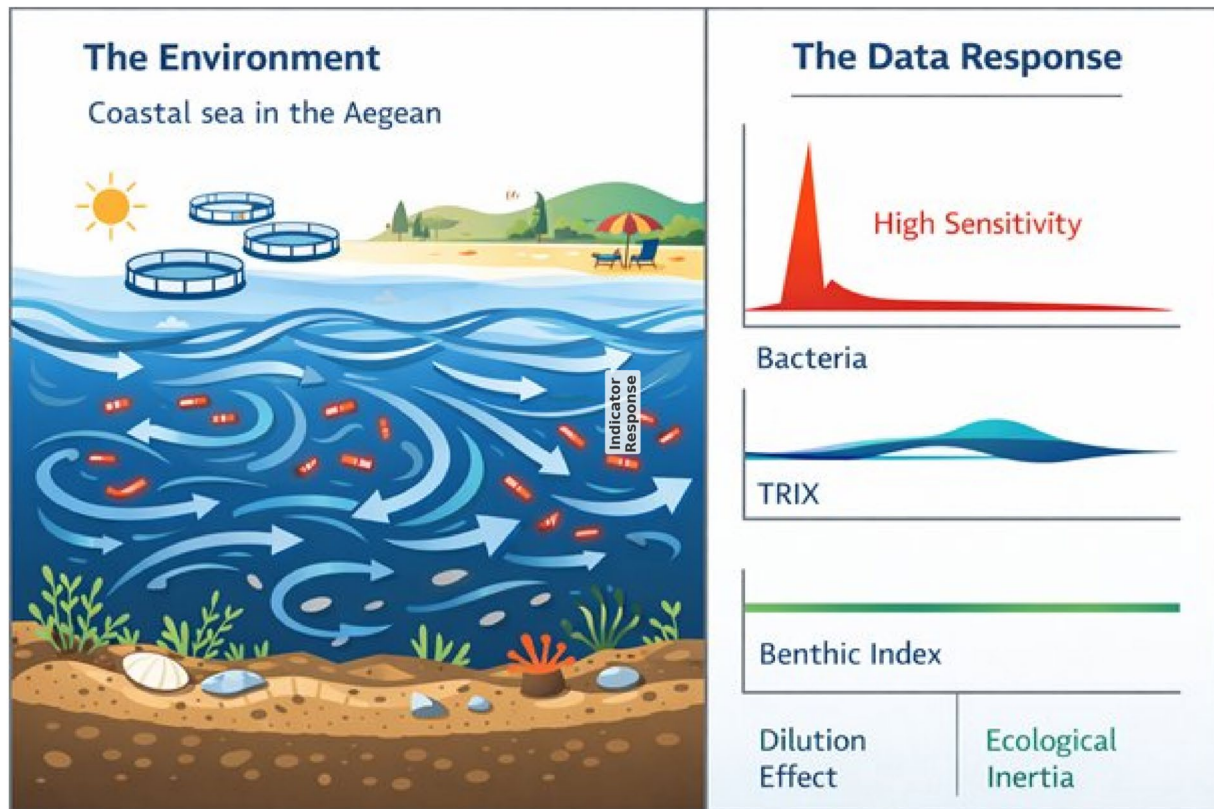 The Environment
Coastal sea in the Aegean
Indicator
Response
The Data Response
High Sensitivity
Bacteria
TRIX
Benthic Index
Dilution
Effect
Ecological
Inertia